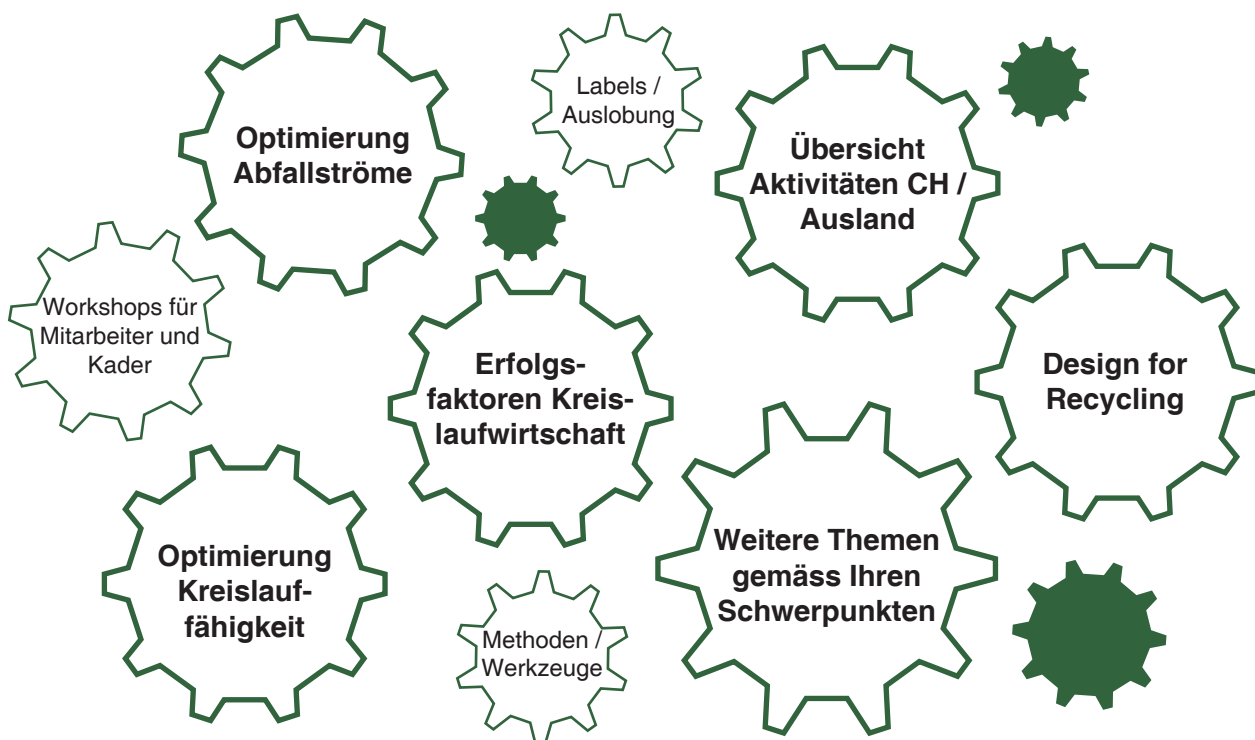 Optimierung
Abfallströme
Labels /
Auslobung
Übersicht
Aktivitäten CH /
Ausland
Workshops für
Mitarbeiter und
Kader
Erfolgs-
faktoren Kreis-
laufwirtschaft
Design for
Recycling
Optimierung
Kreislauf-
fähigkeit
Methoden /
Werkzeuge
Weitere Themen
gemäss Ihren
Schwerpunkten